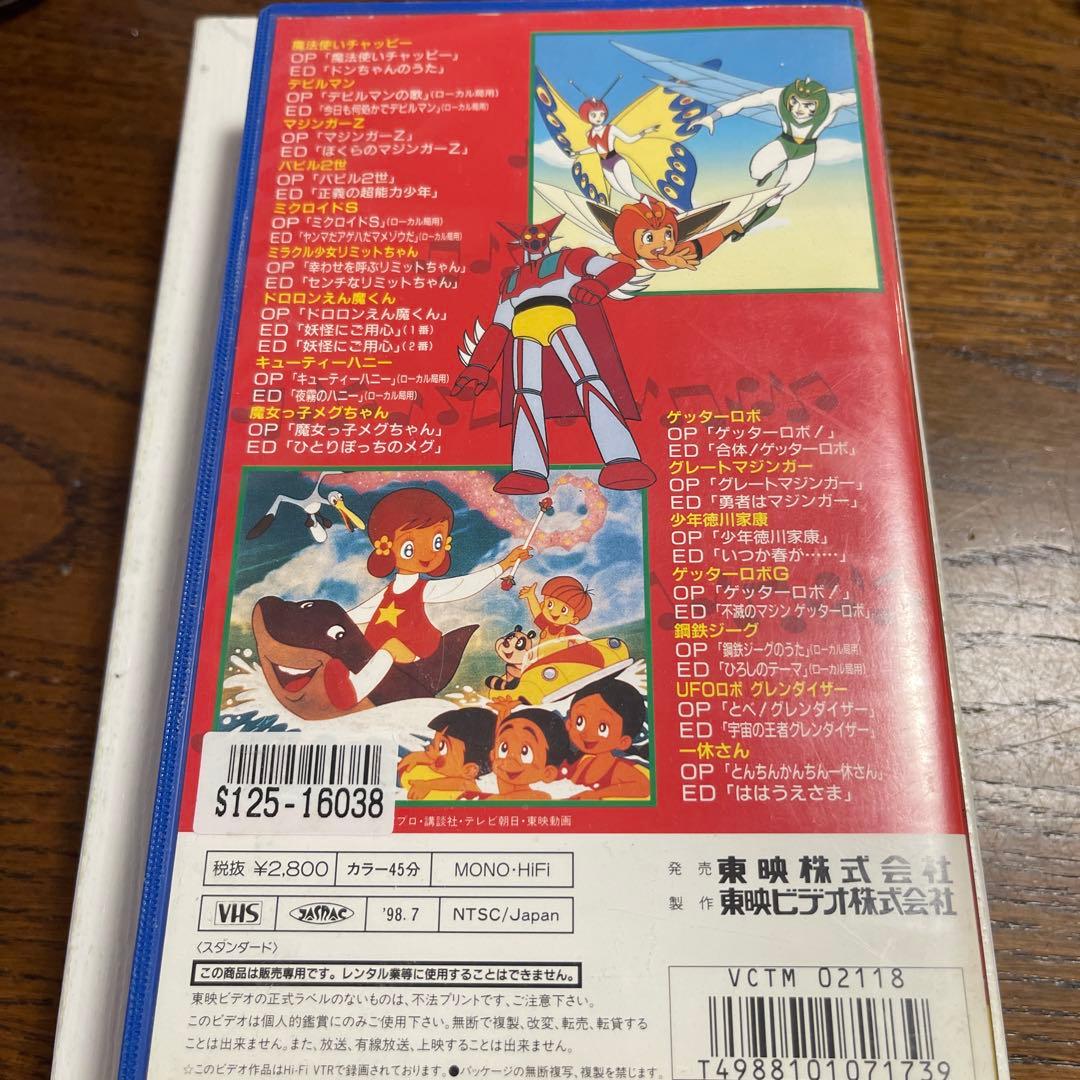 魔法使いチャッピー
OP「魔法使いチャッピー」
ED「ドンちゃんのうた」
デビルマン
OP「デビルマンの歌」(ローカル局用)
ED「今日も何処かでデビルマン」(ローカル局用)
マジンガーZ
OP「マジンガーZ」
ED「ぼくらのマジンガーZ」
バビル2世
OP「バビル2世」
ED「正義の超能力少年」
ミクロイドS
OP「ミクロイドS」(ローカル局用)
ED「ヤンマだアゲハだマメゾウだ」(ローカル局用)
ミラクル少女リミットちゃん
OP「幸わせを呼ぶリミットちゃん」
ED「センチなリミットちゃん」
ドロロンえん魔くん
OP「ドロロンえん魔くん」
ED「妖怪にご用心」(1番)
ED「妖怪にご用心」(2番)
キューティーハニー
OP「キューティーハニー」(ローカル局用)
ED「夜霧のハニー」(ローカル局用)
魔女っ子メグちゃん
OP「魔女っ子メグちゃん」
ED「ひとりぼっちのメグ」
ゲッターロボ
OP「ゲッターロボ!」
ED「合体!ゲッターロボ」
グレートマジンガー
OP「グレートマジンガー」
ED「勇者はマジンガー」
少年徳川家康
OP「少年徳川家康」
ED「いつか春が……」
ゲッターロボG
OP「ゲッターロボ!」
ED「不滅のマシン ゲッターロボ」
鋼鉄ジーグ
OP「鋼鉄ジーグのうた」(ローカル局用)
ED「ひろしのテーマ」(ローカル局用)
UFOロボ グレンダイザー
OP「とべ!グレンダイザー」
ED「宇宙の王者グレンダイザー」
一休さん
OP「とんちんかんちん一休さん」
ED「ははうえさま」
S125-16038
プロ・講談社・テレビ朝日・東映動画
税抜 ¥2,800 カラー45分 MONO・HiFi
VHS JASRAC '98.7 NTSC/Japan
〈スタンダード〉
発売 東映株式会社
製作 東映ビデオ株式会社
この商品は販売専用です。レンタル業等に使用することはできません。
東映ビデオの正式ラベルのないものは、不法プリントです、ご注意下さい。
このビデオは個人的鑑賞にのみご使用下さい。無断で複製、改変、転売、転貸する
ことは出来ません。また、放送、有線放送、上映することは出来ません。
☆このビデオ作品はHi-Fi VTRで録画されております。●パッケージの無断複写、複製を禁じます。
VCTM 02118
T4988101071739